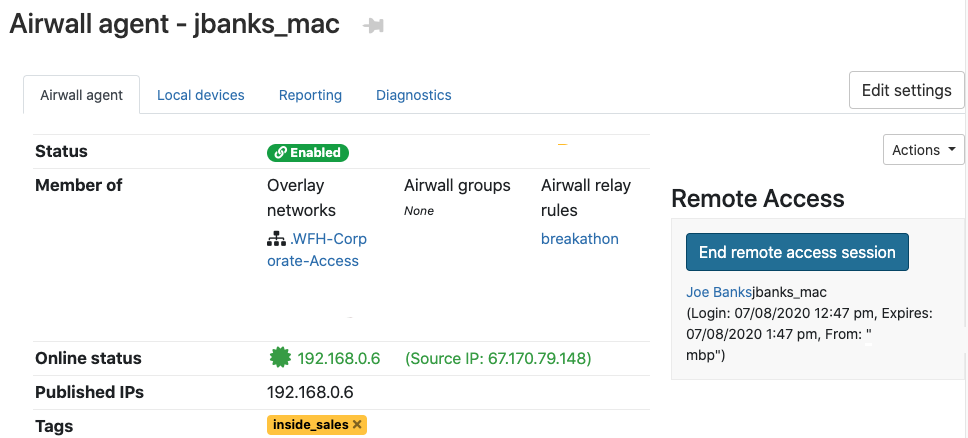 Airwall agent - jbanks_mac
Airwall agent
Local devices
Reporting
Diagnostics
Edit settings
Actions
Status
Enabled
Member of
Overlay
networks
.WFH-Corp
orate-Access
Airwall groups
None
Airwall relay
rules
breakathon
Online status
192.168.0.6
(Source IP: 67.170.79.148)
Published IPs
192.168.0.6
Tags
inside_sales ×
Remote Access
End remote access session
Joe Banksjbanks_mac
(Login: 07/08/2020 12:47 pm, Expires:
07/08/2020 1:47 pm, From: "
mbp")